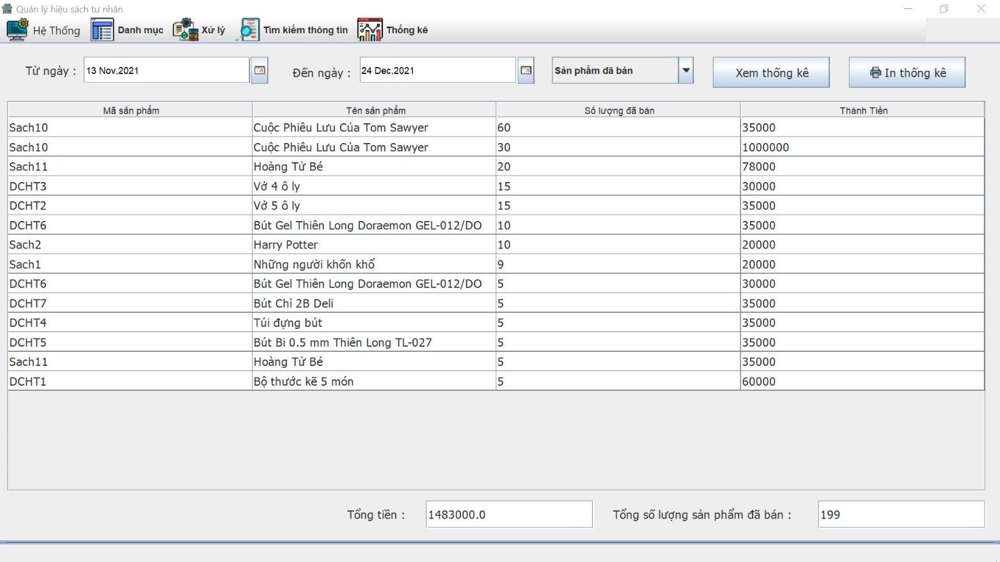 Quản lý hiệu sách tư nhân
Hệ Thống Danh mục Xử lý Tìm kiếm thông tin Thống kê
Từ ngày : 13 Nov,2021 Đến ngày : 24 Dec,2021 Sản phẩm đã bán Xem thống kê In thống kê
Mã sản phẩm Tên sản phẩm Số lượng đã bán Thành Tiền
Sach10 Cuộc Phiêu Lưu Của Tom Sawyer 60 35000
Sach10 Cuộc Phiêu Lưu Của Tom Sawyer 30 1000000
Sach11 Hoàng Tử Bé 20 78000
DCHT3 Vở 4 ô ly 15 30000
DCHT2 Vở 5 ô ly 15 35000
DCHT6 Bút Gel Thiên Long Doraemon GEL-012/DO 10 35000
Sach2 Harry Potter 10 20000
Sach1 Những người khốn khổ 9 20000
DCHT6 Bút Gel Thiên Long Doraemon GEL-012/DO 5 30000
DCHT7 Bút Chì 2B Deli 5 35000
DCHT4 Túi đựng bút 5 35000
DCHT5 Bút Bi 0.5 mm Thiên Long TL-027 5 35000
Sach11 Hoàng Tử Bé 5 35000
DCHT1 Bộ thước kẽ 5 món 5 60000
Tổng tiền : 1483000.0 Tổng số lượng sản phẩm đã bán : 199